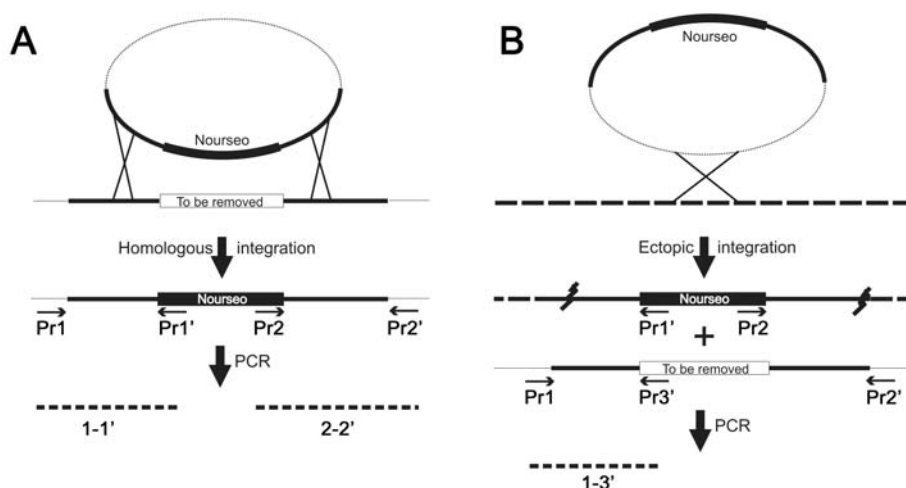 A
Nourseo
To be removed
Homologous integration
Nourseo
Pr1 Pr1' Pr2 Pr2'
PCR
1-1' 2-2'
B
Nourseo
Ectopic integration
Nourseo
Pr1' Pr2
+
To be removed
Pr1 Pr3' Pr2'
PCR
1-3'